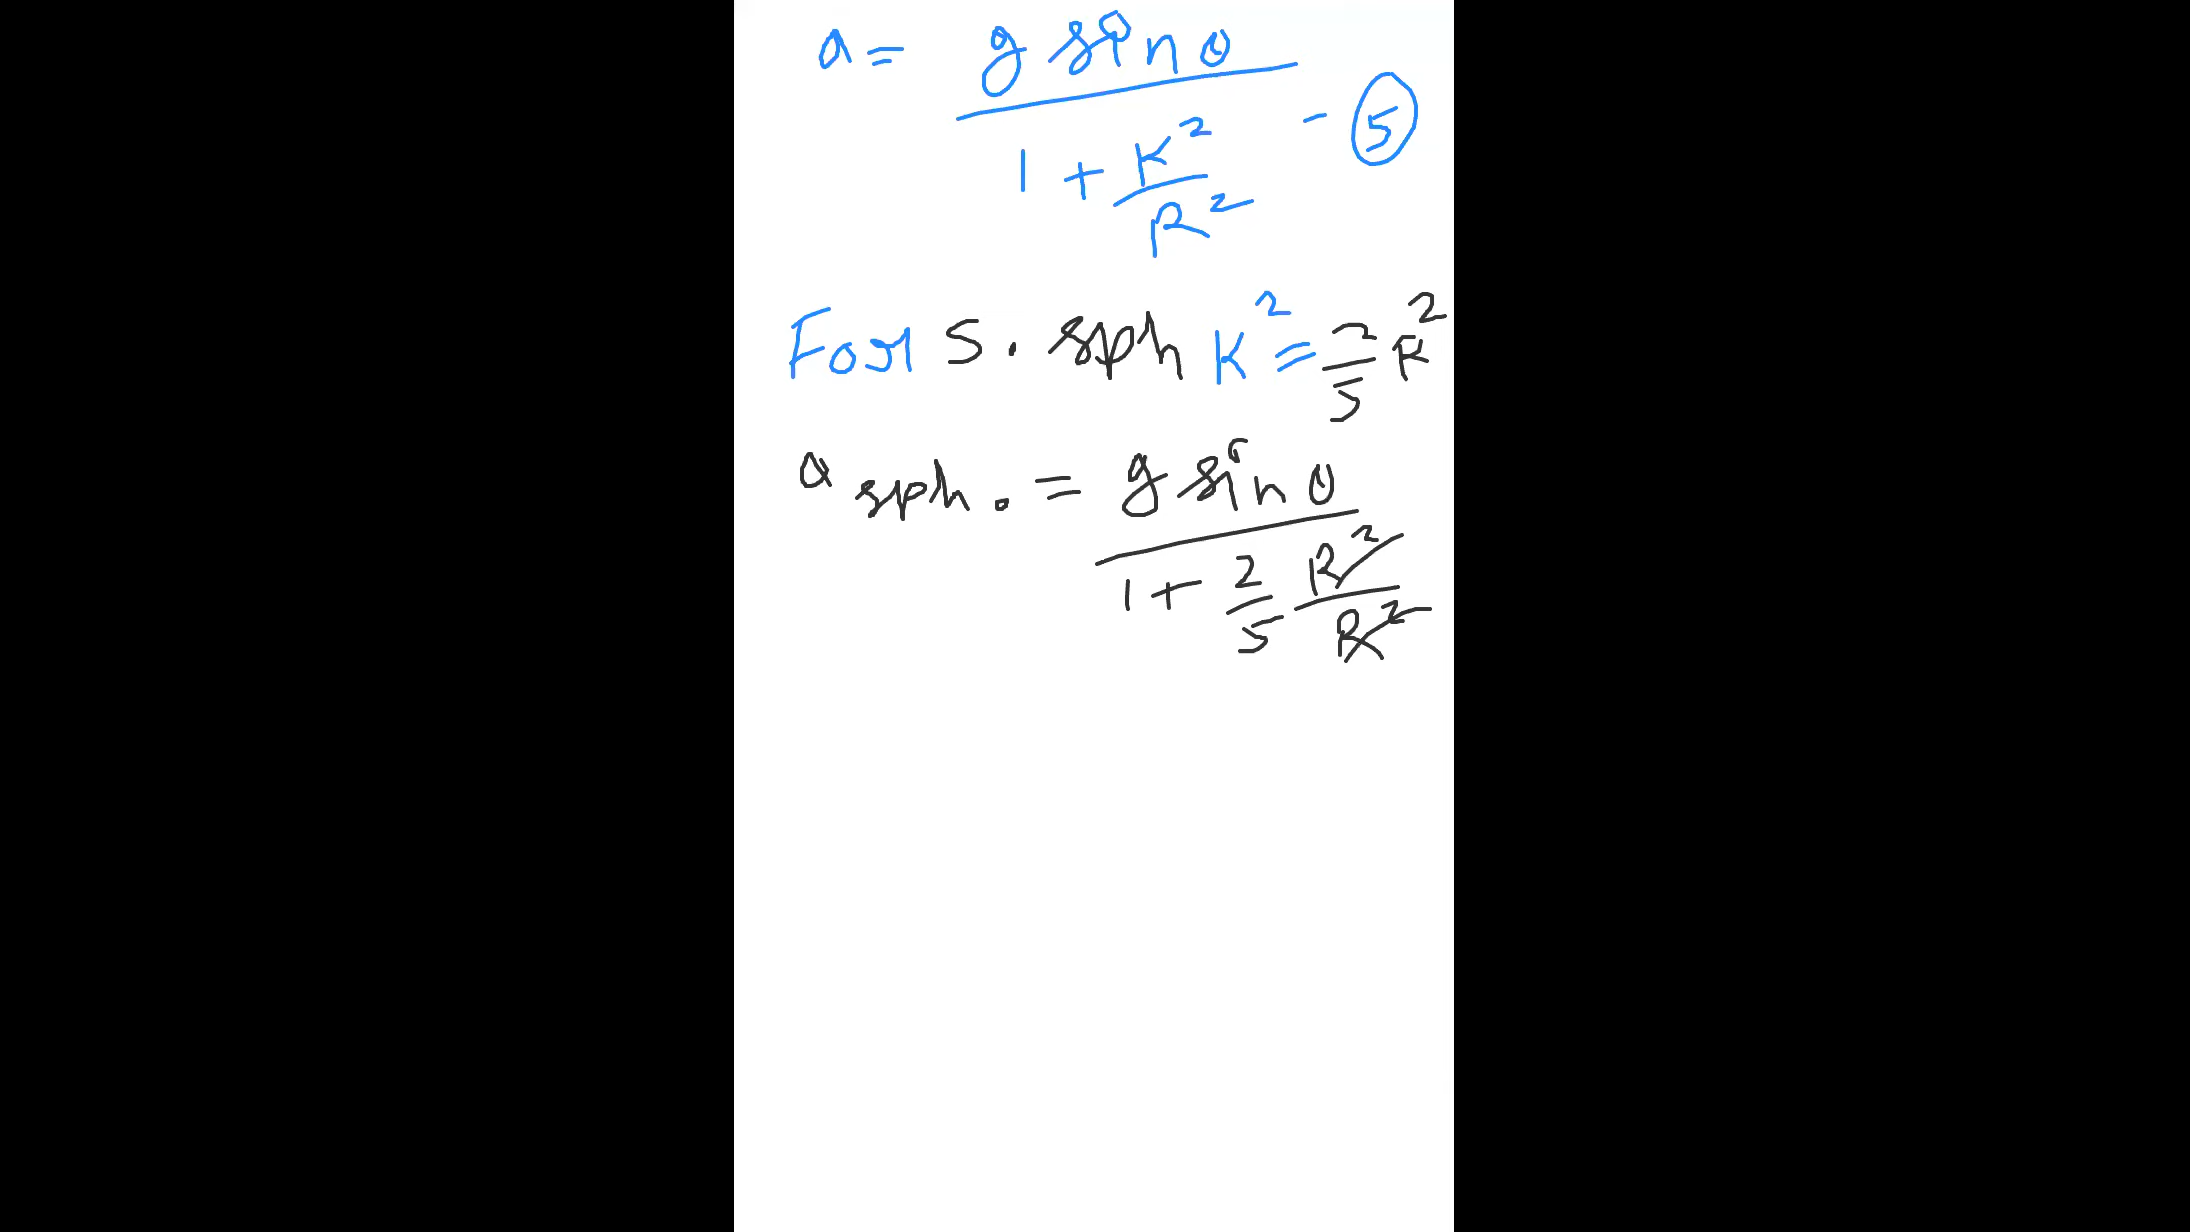 a = g sin θ / (1 + K²/R²) - ⑤
For S. sph K² = 2/5 R²
a sph. = g sin θ / (1 + 2/5 R²/R²)